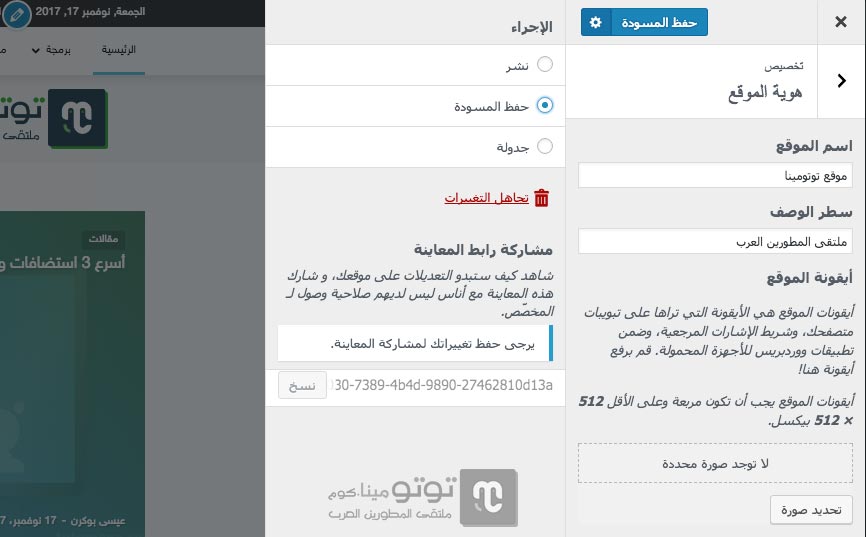 حفظ المسودة
تخصيص
هوية الموقع
اسم الموقع
موقع توتومينا
سطر الوصف
ملتقى المطورين العرب
أيقونة الموقع
أيقونات الموقع هي الأيقونة التي تراها على تبويبات
متصفحك، وشريط الإشارات المرجعية، وضمن
تطبيقات ووردبريس للأجهزة المحمولة. قم برفع
أيقونة هنا!
أيقونات الموقع يجب أن تكون مربعة وعلى الأقل 512
× 512 بيكسل.
لا توجد صورة محددة
تحديد صورة
الإجراء
نشر
حفظ المسودة
جدولة
تجاهل التغييرات
مشاركة رابط المعاينة
شاهد كيف ستبدو التعديلات على موقعك، و شارك
هذه المعاينة مع أناس ليس لديهم صلاحية وصول لـ
المخصّص.
يرجى حفظ تغييراتك لمشاركة المعاينة.
30-7389-4b4d-9890-27462810d13a
نسخ
توتومينا.كوم
ملتقى المطورين العرب
الجمعة, نوفمبر 17, 2017
الرئيسية
برمجة
توتو
ملتقى
مقالات
أسرع 3 استضافات و
عيسى بوكرن - 17 نوفمبر، 7